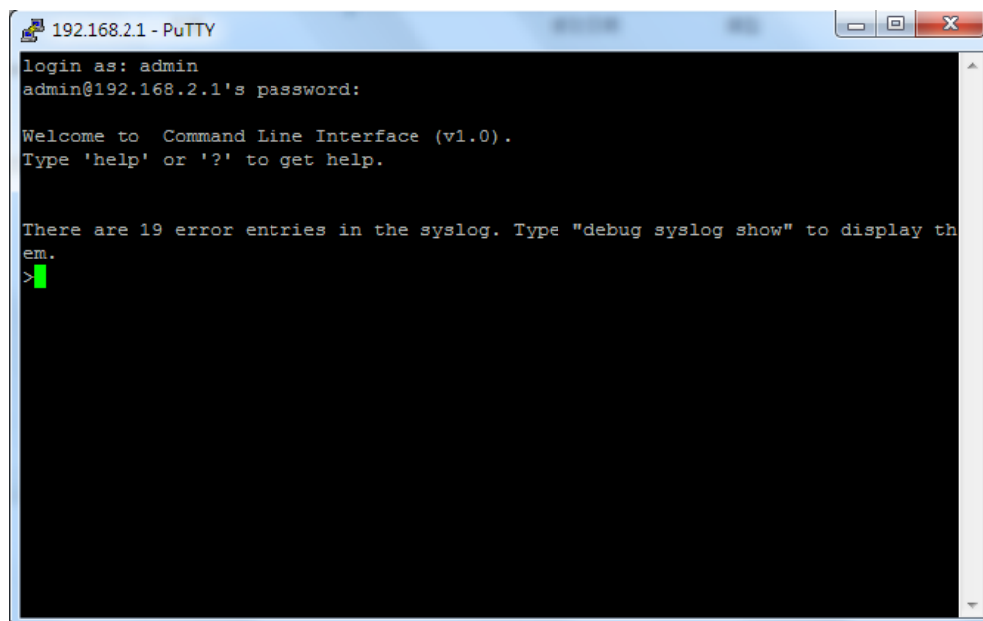 192.168.2.1 - PuTTY
login as: admin
admin@192.168.2.1's password:
Welcome to  Command Line Interface (v1.0).
Type 'help' or '?' to get help.
There are 19 error entries in the syslog. Type "debug syslog show" to display th
em.
>